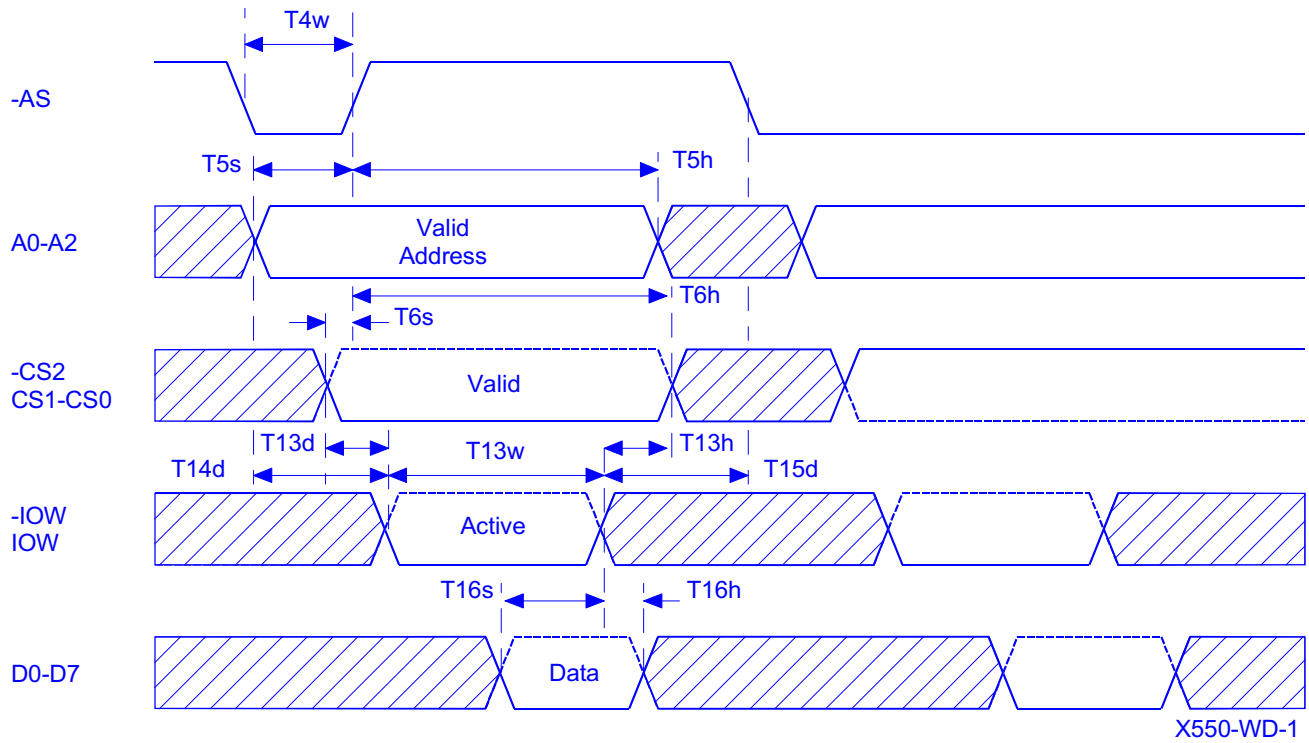 T4w
-AS
T5s
T5h
A0-A2
Valid
Address
T6h
T6s
-CS2
CS1-CS0
Valid
T13d
T13w
T13h
T14d
T15d
-IOW
IOW
Active
T16s
T16h
D0-D7
Data
X550-WD-1